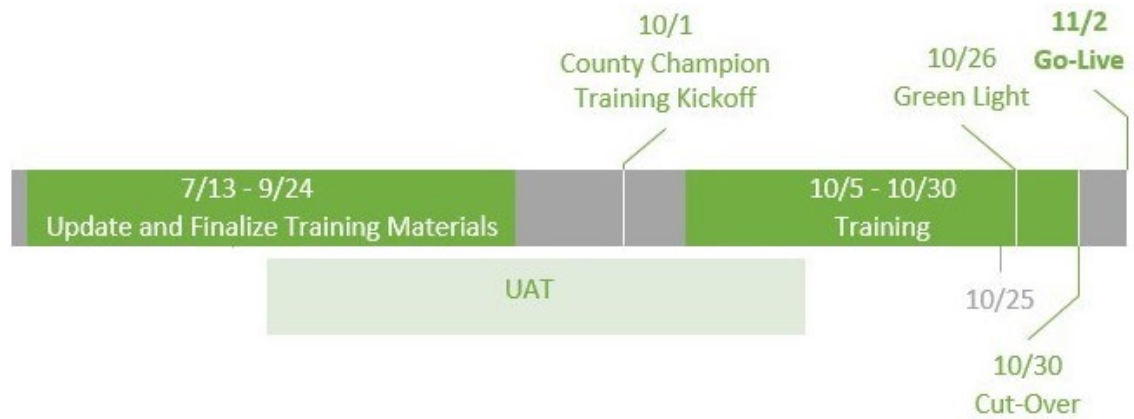 10/1
County Champion
Training Kickoff
10/26
Green Light
11/2
Go-Live
7/13 - 9/24
Update and Finalize Training Materials
10/5 - 10/30
Training
UAT
10/25
10/30
Cut-Over